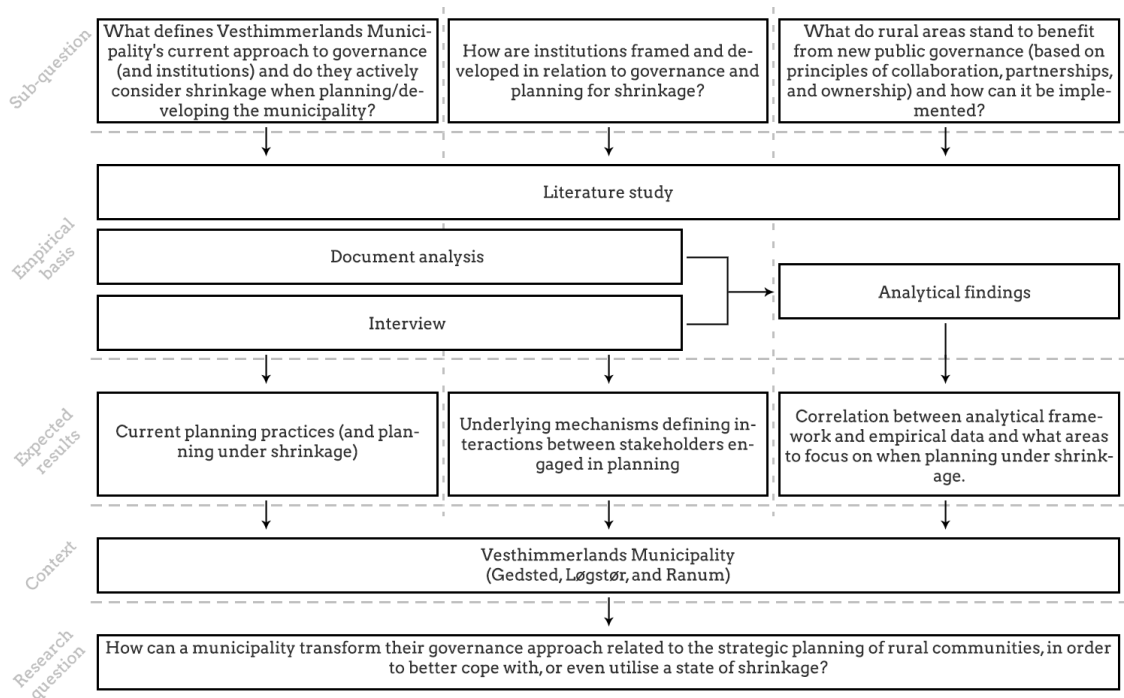 Sub-question
What defines Vesthimmerlands Munici-
pality's current approach to governance
(and institutions) and do they actively
consider shrinkage when planning/de-
veloping the municipality?
How are institutions framed and de-
veloped in relation to governance and
planning for shrinkage?
What do rural areas stand to benefit
from new public governance (based on
principles of collaboration, partnerships,
and ownership) and how can it be imple-
mented?
Empirical
basis
Literature study
Document analysis
Interview
Analytical findings
Expected
results
Current planning practices (and plan-
ning under shrinkage)
Underlying mechanisms defining in-
teractions between stakeholders en-
gaged in planning
Correlation between analytical frame-
work and empirical data and what areas
to focus on when planning under shrink-
age.
Context
Vesthimmerlands Municipality
(Gedsted, Løgstør, and Ranum)
Research
question
How can a municipality transform their governance approach related to the strategic planning of rural communities, in order
to better cope with, or even utilise a state of shrinkage?